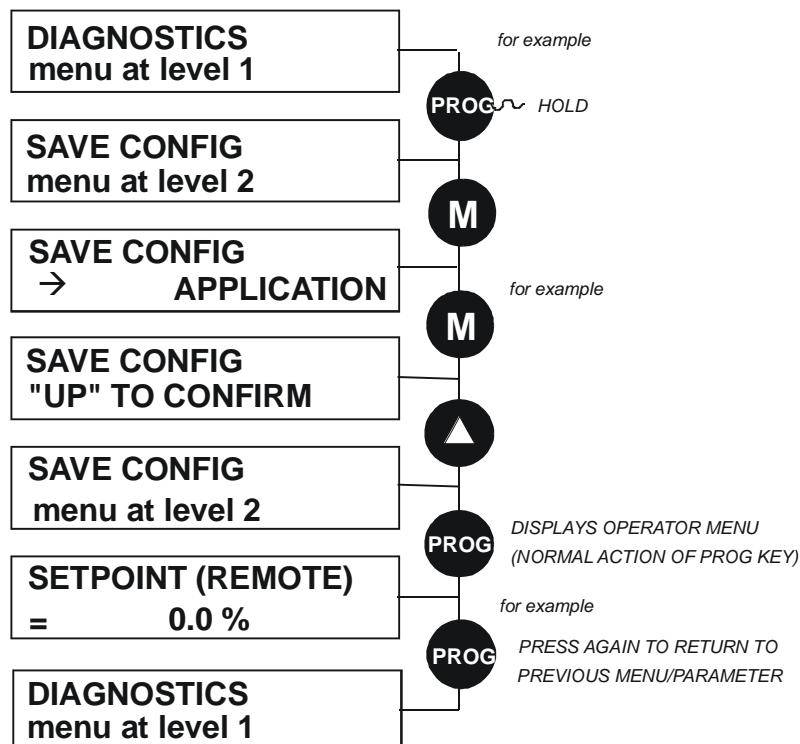 DIAGNOSTICS
menu at level 1
for example
PROG
HOLD
SAVE CONFIG
menu at level 2
M
SAVE CONFIG
→ APPLICATION
for example
M
SAVE CONFIG
"UP" TO CONFIRM
SAVE CONFIG
menu at level 2
PROG
DISPLAYS OPERATOR MENU
(NORMAL ACTION OF PROG KEY)
SETPOINT (REMOTE)
= 0.0 %
for example
PROG
PRESS AGAIN TO RETURN TO
PREVIOUS MENU/PARAMETER
DIAGNOSTICS
menu at level 1